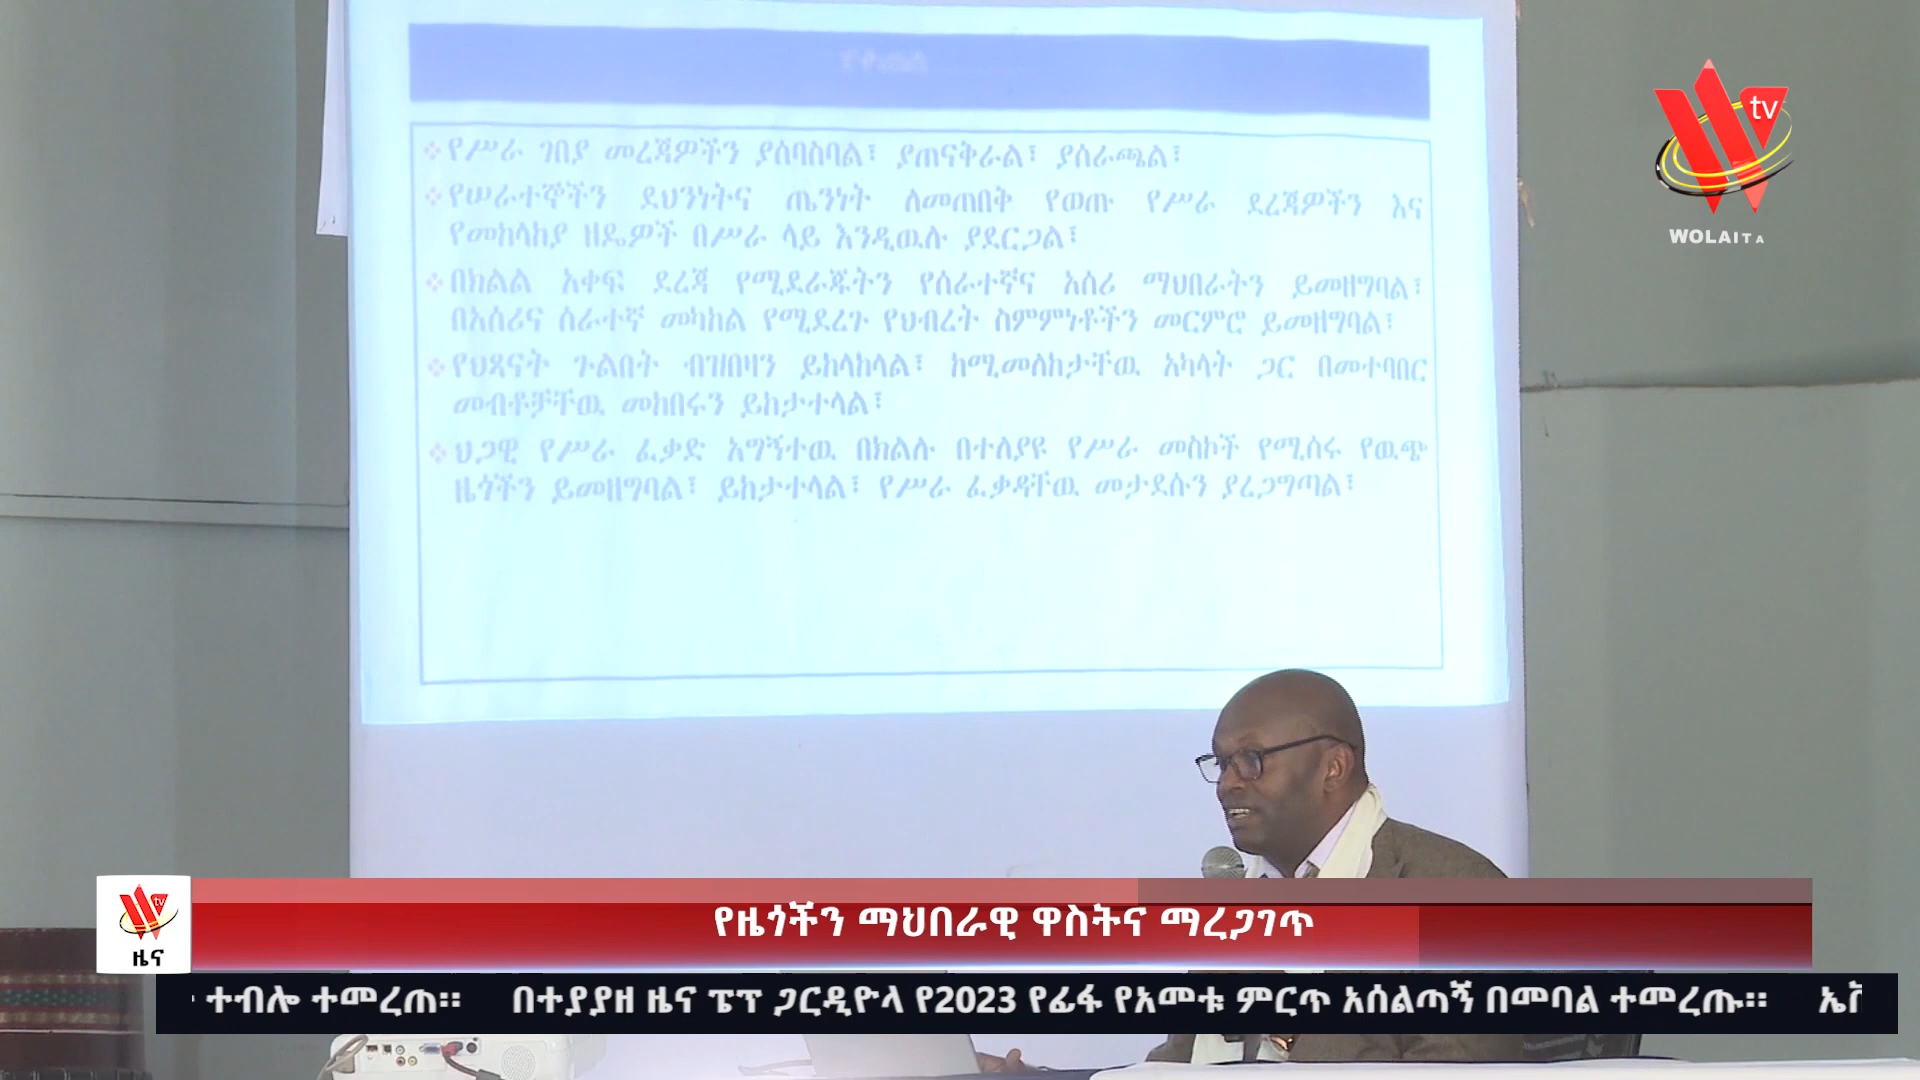 የቀጠለ
የሥራ ገበያ መረጃዎችን ያሰባስባል፣ ያጠናቅራል፣ ያሰራጫል፣
የሠራተኞችን ደህንነትና ጤንነት ለመጠበቅ የወጡ የሥራ ደረጃዎችን እና
የመከላከያ ዘዴዎች በሥራ ላይ እንዲዉሉ ያደርጋል፣
በክልል አቀፍ ደረጃ የሚደራጁትን የሰራተኛና አሰሪ ማህበራትን ይመዘግባል፣
በአሰሪና ሰራተኛ መካከል የሚደረጉ የህብረት ስምምነቶችን መርምሮ ይመዘግባል፣
የህጻናት ጉልበት ብዝበዛን ይከላከላል፣ ከሚመለከታቸዉ አካላት ጋር በመተባበር
መብቶቻቸዉ መከበሩን ይከታተላል፣
ህጋዊ የሥራ ፈቃድ አግኝተዉ በክልሉ በተለያዩ የሥራ መስኮች የሚሰሩ የዉጭ
ዜጎችን ይመዘግባል፣ ይከታተላል፣ የሥራ ፈቃዳቸዉ መታደሱን ያረጋግጣል፣
tv
WOLAITA
tv
ዜና
የዜጎችን ማህበራዊ ዋስትና ማረጋገጥ
ተብሎ ተመረጠ። በተያያዘ ዜና ፔፕ ጋርዲዮላ የ2023 የፊፋ የአመቱ ምርጥ አሰልጣኝ በመባል ተመረጡ።